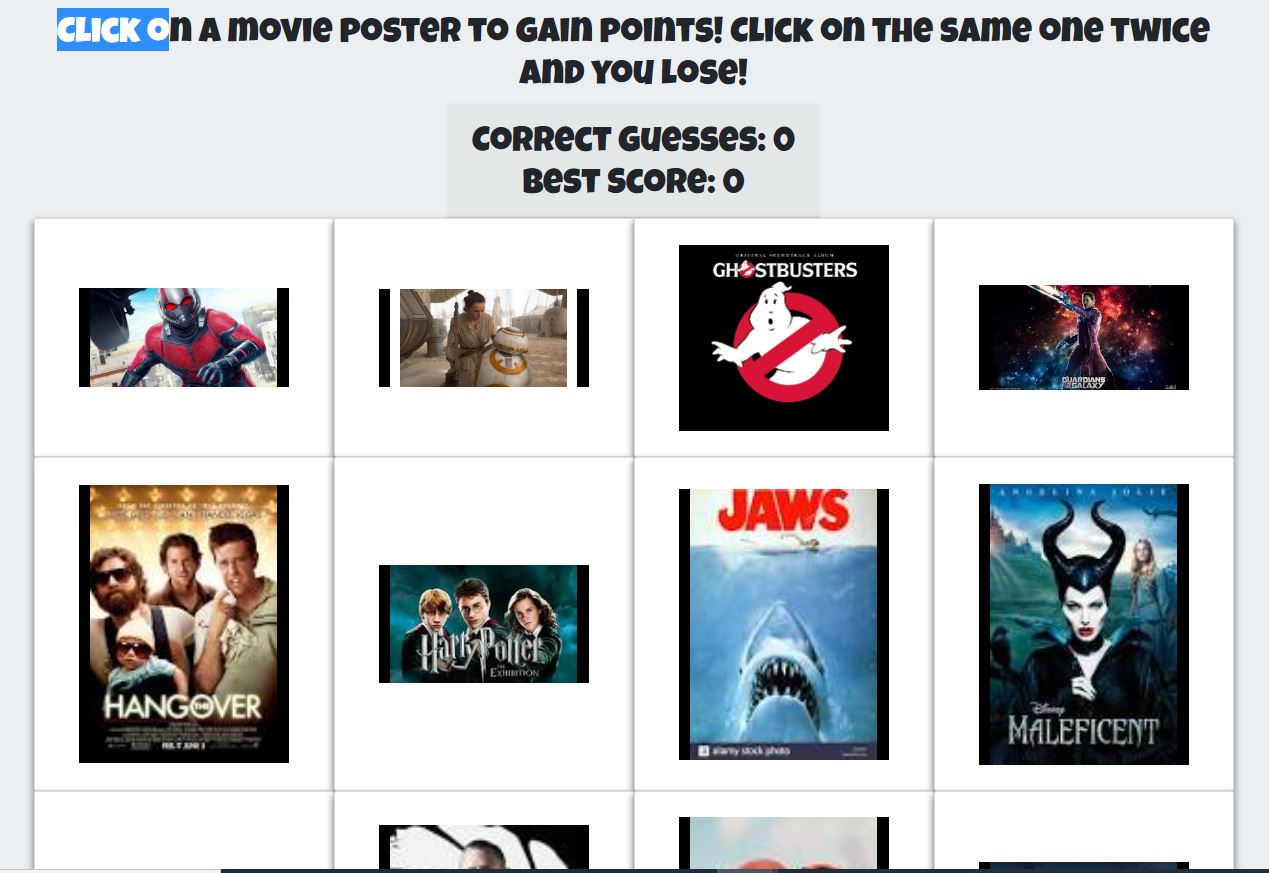 CLICK ON A MOVIE POSTER TO GAIN POINTS! CLICK ON THE SAME ONE TWICE
AND YOU LOSE!
CORRECT GUESSES: 0
BEST SCORE: 0
ORIGINAL SOUNDTRACK ALBUM
GHOSTBUSTERS
GUARDIANS
OF THE GALAXY
JAWS
ANGELINA JOLIE
Harry Potter
THE
EXHIBITION
THE
HANGOVER
Disney
MALEFICENT
a alamy stock photo